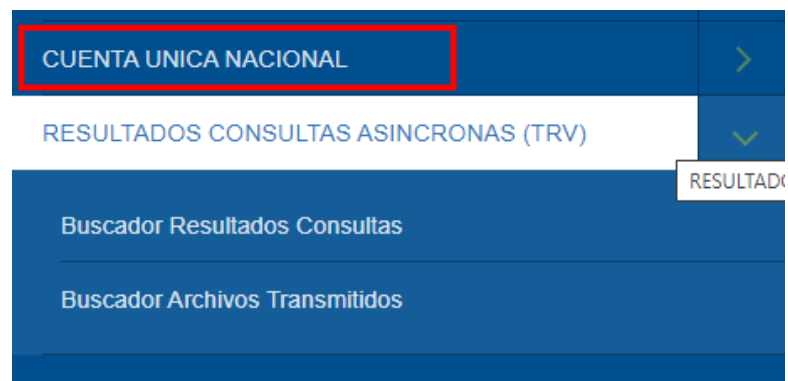 CUENTA UNICA NACIONAL
RESULTADOS CONSULTAS ASINCRONAS (TRV)
RESULTADO
Buscador Resultados Consultas
Buscador Archivos Transmitidos